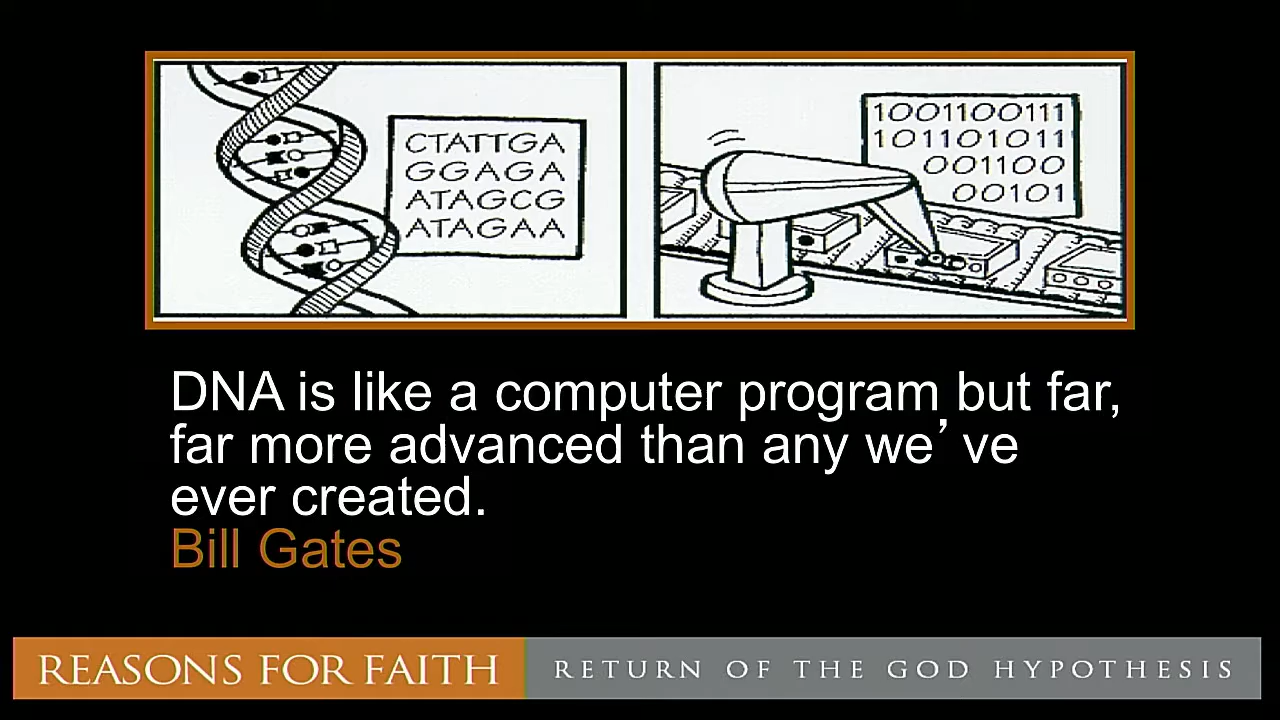 CTATTGA
GGAGA
ATAGCG
ATAGAA
1001100111
101101011
001100
00101
DNA is like a computer program but far,
far more advanced than any we’ve
ever created.
Bill Gates
REASONS FOR FAITH
RETURN OF THE GOD HYPOTHESIS